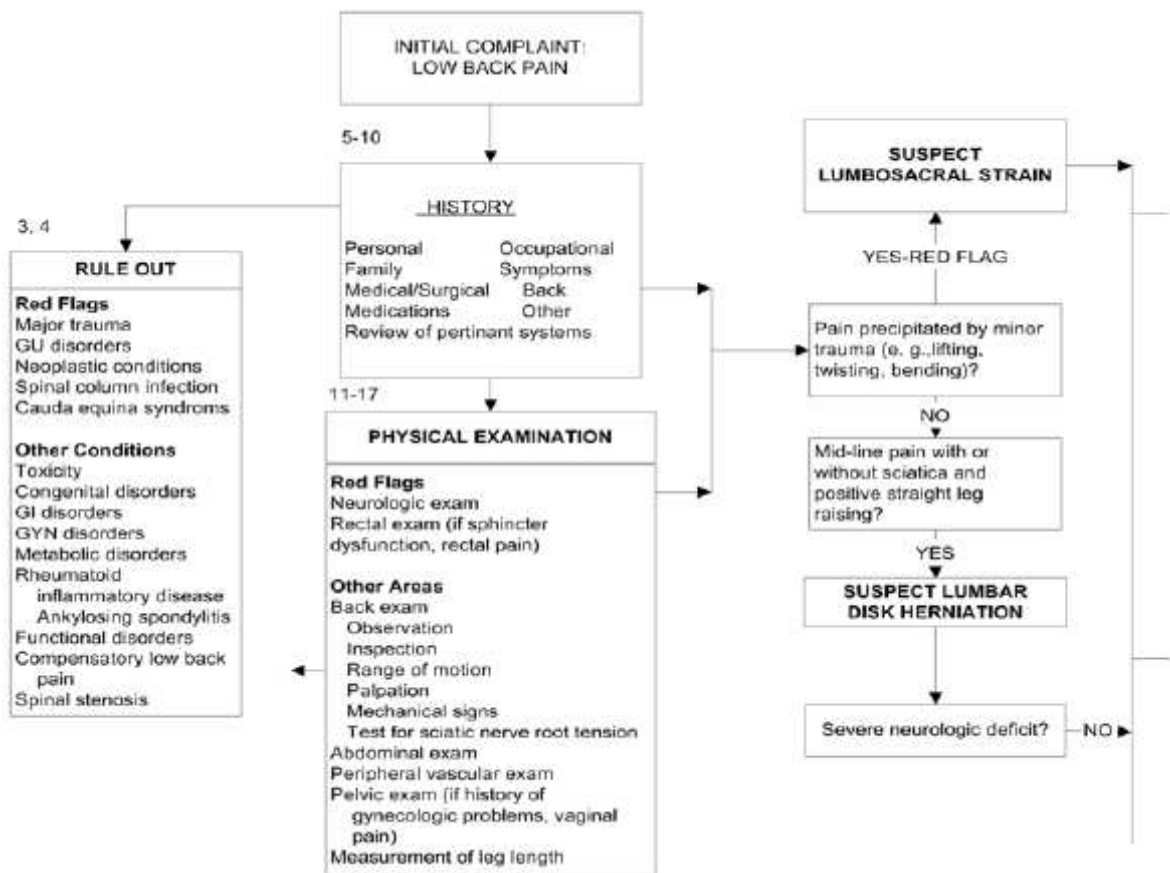 INITIAL COMPLAINT:
LOW BACK PAIN
5-10
HISTORY
Personal Occupational
Family Symptoms
Medical/Surgical Back
Medications Other
Review of pertinant systems
3, 4
RULE OUT
Red Flags
Major trauma
GU disorders
Neoplastic conditions
Spinal column infection
Cauda equina syndroms
Other Conditions
Toxicity
Congenital disorders
GI disorders
GYN disorders
Metabolic disorders
Rheumatoid
inflammatory disease
Ankylosing spondylitis
Functional disorders
Compensatory low back
pain
Spinal stenosis
11-17
PHYSICAL EXAMINATION
Red Flags
Neurologic exam
Rectal exam (if sphincter
dysfunction, rectal pain)
Other Areas
Back exam
Observation
Inspection
Range of motion
Palpation
Mechanical signs
Test for sciatic nerve root tension
Abdominal exam
Peripheral vascular exam
Pelvic exam (if history of
gynecologic problems, vaginal
pain)
Measurement of leg length
SUSPECT
LUMBOSACRAL STRAIN
YES-RED FLAG
Pain precipitated by minor
trauma (e. g.,lifting,
twisting, bending)?
NO
Mid-line pain with or
without sciatica and
positive straight leg
raising?
YES
SUSPECT LUMBAR
DISK HERNIATION
Severe neurologic deficit?
NO